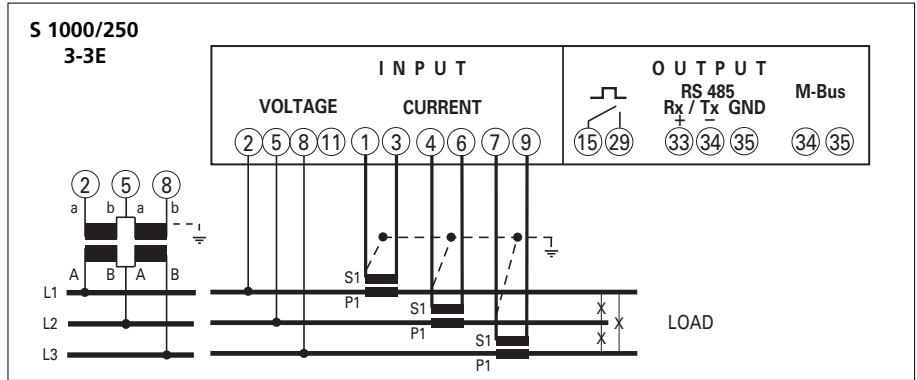 S 1000/250
3-3E
INPUT
OUTPUT
VOLTAGE CURRENT
RS 485
Rx / Tx GND
+ −
M-Bus
2 5 8 11 1 3 4 6 7 9
15 29 33 34 35 34 35
2 5 8
a b a b
A B A B
L1
L2
L3
S1
P1
S1
P1
S1
P1
X
X
X
LOAD